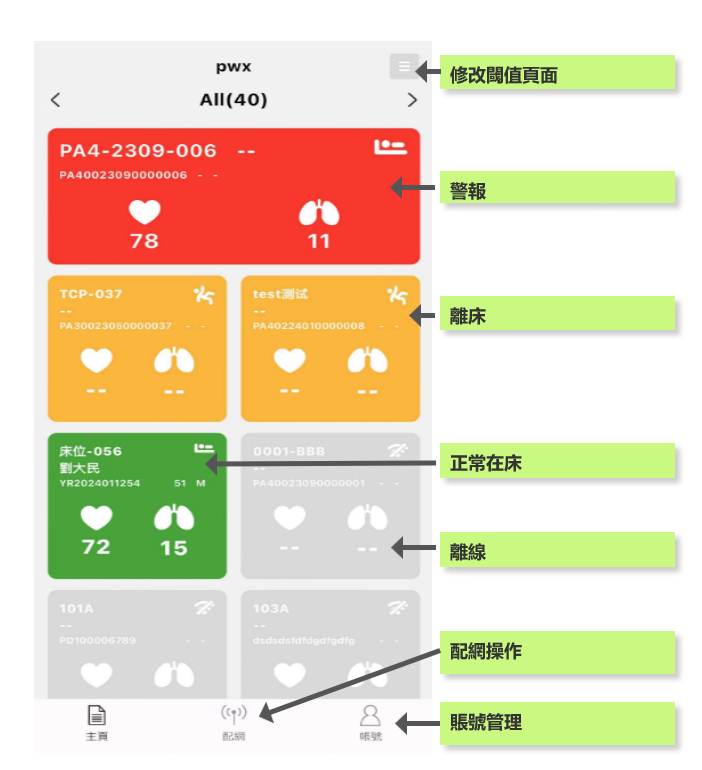 pwx
修改閾值頁面
All(40)
PA4-2309-006 --
PA40023090000006 - -
警報
78 11
TCP-037
--
PA30023050000037 - -
-- --
test测试
--
PA40224010000008 - -
-- --
離床
床位-056
劉大民
YR2024011254 51 M
72 15
正常在床
0001-BBB
--
PA40023090000001 - -
-- --
離線
101A
--
PD100006789 - -
103A
--
dsdsdsfdfdgdfgdfg - -
配網操作
主頁
配網
帳號
賬號管理